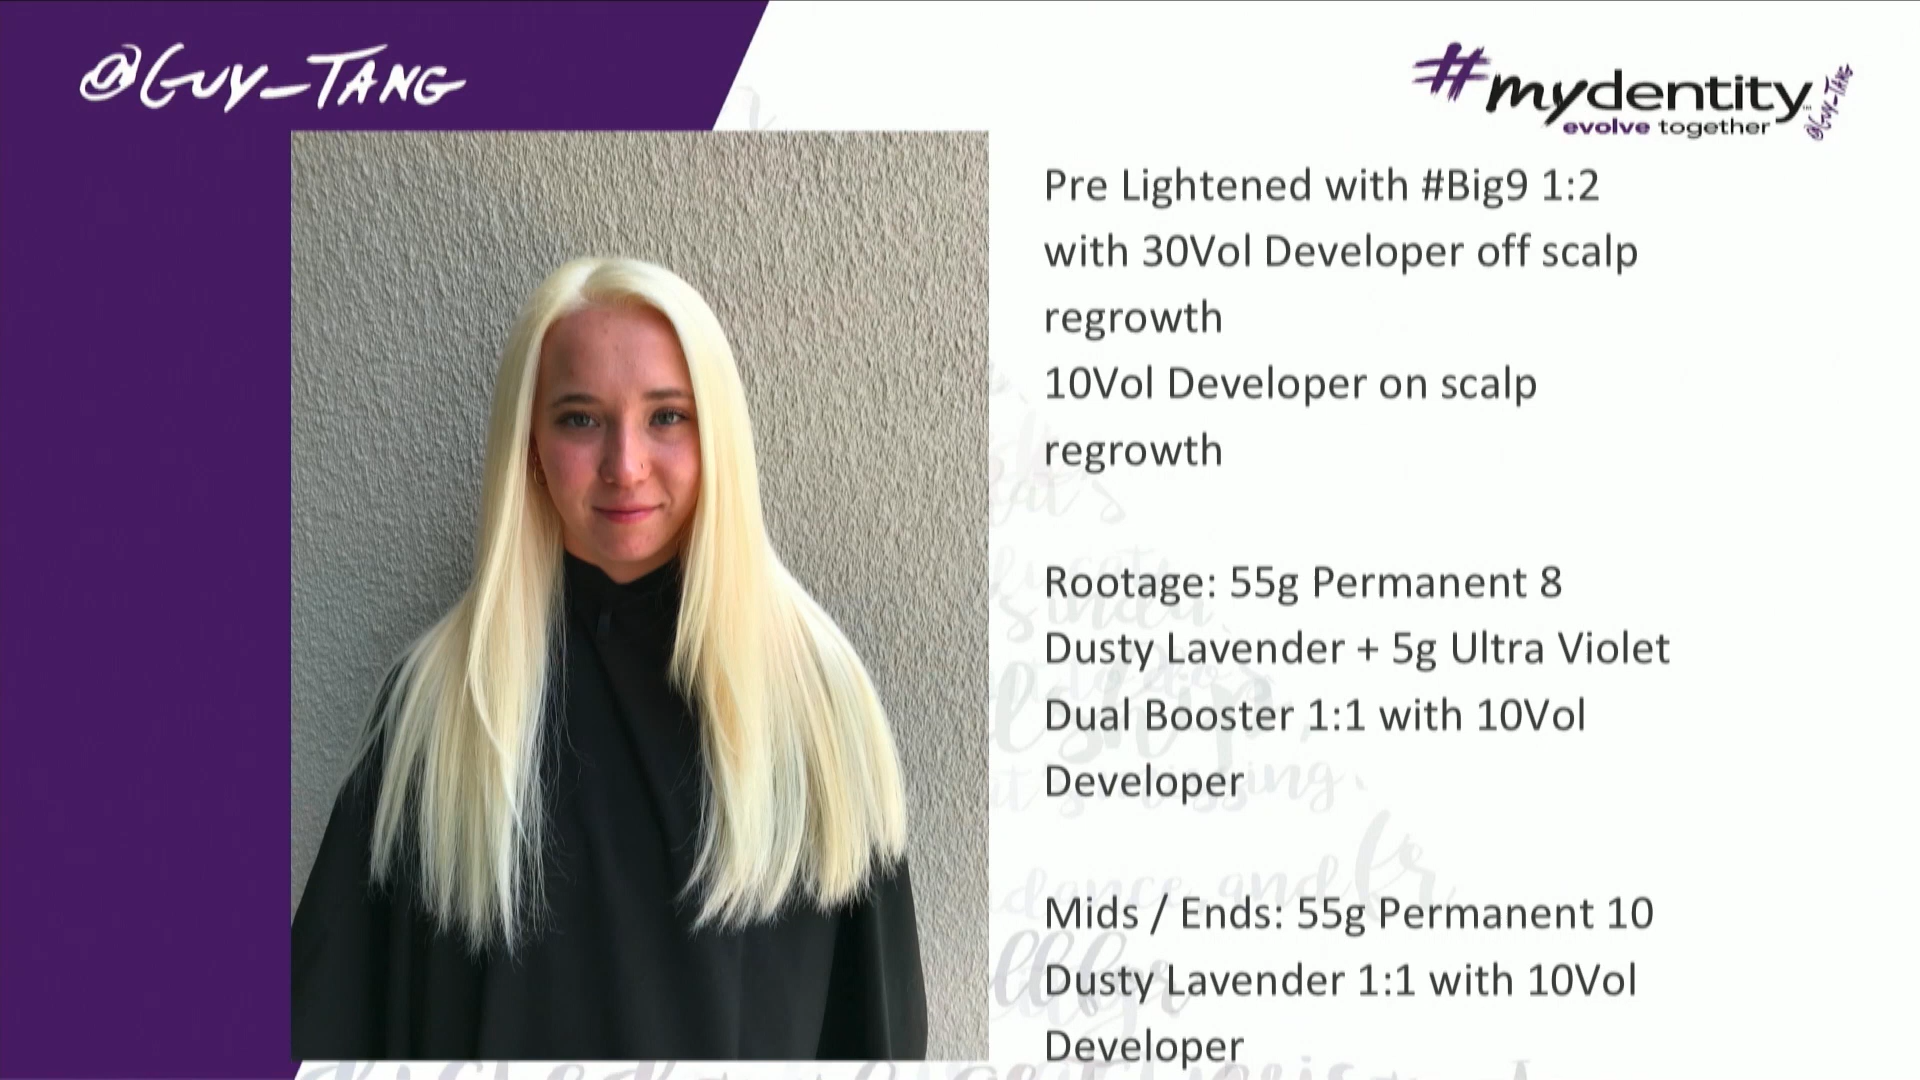 @GUY_TANG
#mydentity
@GUY-TANG
evolve together
Pre Lightened with #Big9 1:2
with 30Vol Developer off scalp
regrowth
10Vol Developer on scalp
regrowth
Rootage: 55g Permanent 8
Dusty Lavender + 5g Ultra Violet
Dual Booster 1:1 with 10Vol
Developer
Mids / Ends: 55g Permanent 10
Dusty Lavender 1:1 with 10Vol
Developer